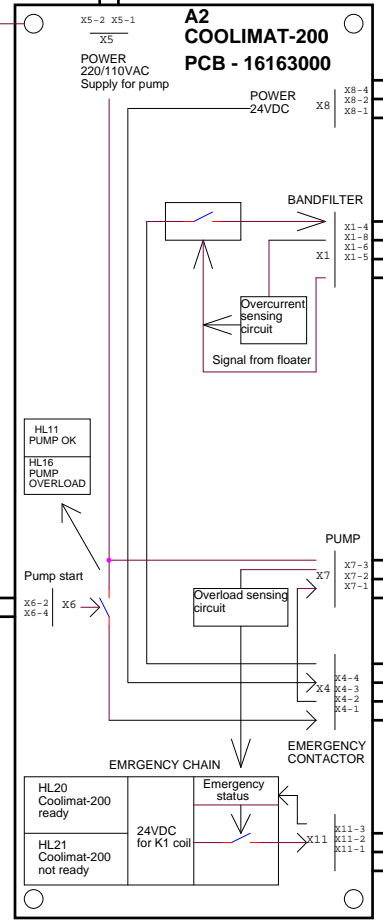 X5-2 X5-1
X5
A2
COOLIMAT-200
PCB - 16163000
POWER
220/110VAC
Supply for pump
POWER
24VDC
X8
X8-4
X8-2
X8-1
BANDFILTER
X1
X1-4
X1-8
X1-6
X1-5
Overcurrent
sensing
circuit
Signal from floater
HL11
PUMP OK
HL16
PUMP
OVERLOAD
PUMP
X7
X7-3
X7-2
X7-1
Pump start
X6-2
X6-4
X6
Overload sensing
circuit
X4
X4-4
X4-3
X4-2
X4-1
EMERGENCY
CONTACTOR
EMRGENCY CHAIN
HL20
Coolimat-200
ready
HL21
Coolimat-200
not ready
24VDC
for K1 coil
Emergency
status
X11
X11-3
X11-2
X11-1